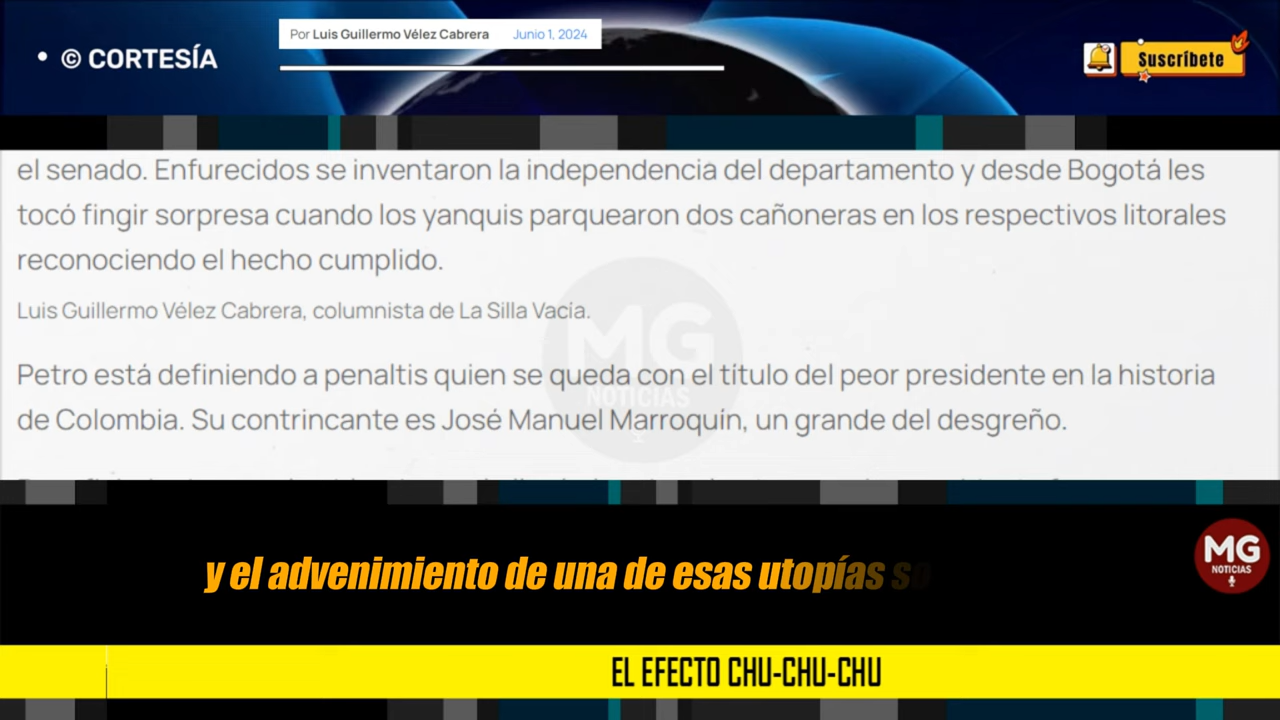 Por Luis Guillermo Vélez Cabrera Junio 1, 2024
• © CORTESÍA
Suscríbete
el senado. Enfurecidos se inventaron la independencia del departamento y desde Bogotá les
tocó fingir sorpresa cuando los yanquis parquearon dos cañoneras en los respectivos litorales
reconociendo el hecho cumplido.
Luis Guillermo Vélez Cabrera, columnista de La Silla Vacía.
MG
NOTICIAS
Petro está definiendo a penaltis quien se queda con el título del peor presidente en la historia
de Colombia. Su contrincante es José Manuel Marroquín, un grande del desgreño.
y el advenimiento de una de esas utopías so
MG
NOTICIAS
EL EFECTO CHU-CHU-CHU